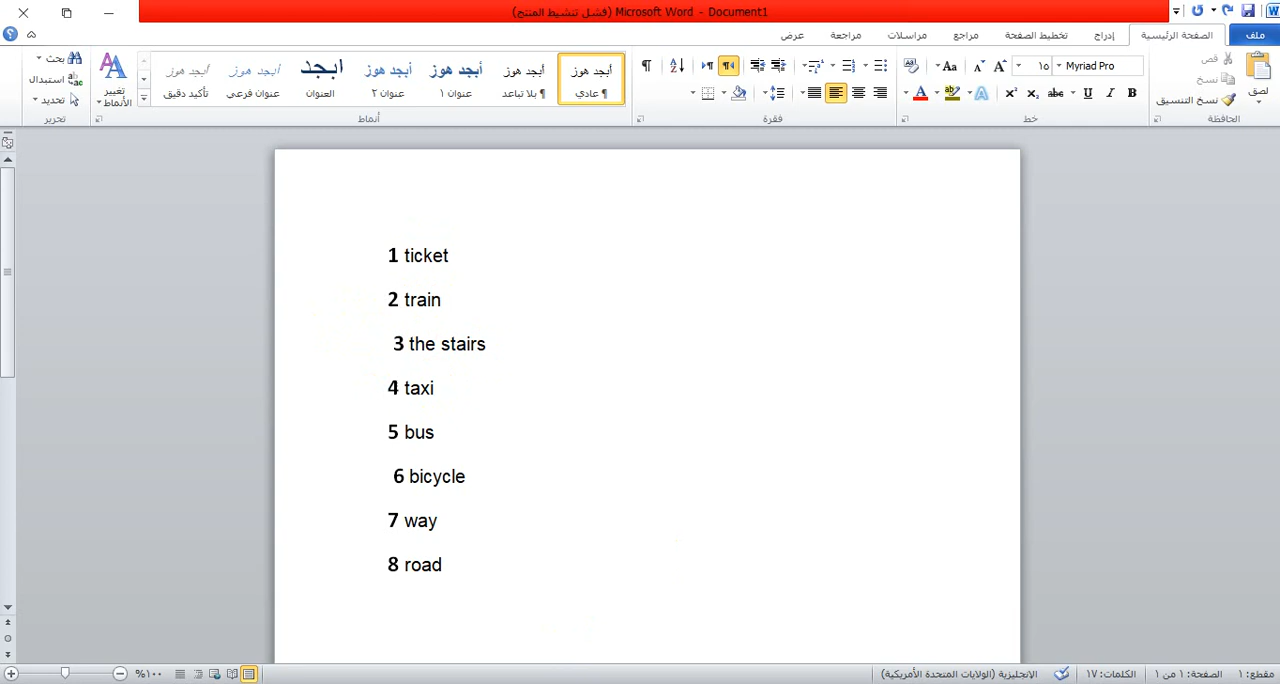 Document1 - Microsoft Word (فشل تنشيط المنتج)
ملف
الصفحة الرئيسية
إدراج
تخطيط الصفحة
مراجع
مراسلات
مراجعة
عرض
قص
نسخ
نسخ التنسيق
لصق
الحافظة
Myriad Pro
١٥
خط
فقرة
أبجد هوز
¶ عادي
أبجد هوز
¶ بلا تباعد
أبجد هوز
عنوان ١
أبجد هوز
عنوان ٢
ابجد
العنوان
أبجد هوز
عنوان فرعي
أبجد هوز
تأكيد دقيق
تغيير
الأنماط
أنماط
بحث
استبدال
تحديد
تحرير
1 ticket
2 train
3 the stairs
4 taxi
5 bus
6 bicycle
7 way
8 road
مقطع: ١
الصفحة: ١ من ١
الكلمات: ١٧
الإنجليزية (الولايات المتحدة الأمريكية)
%١٠٠